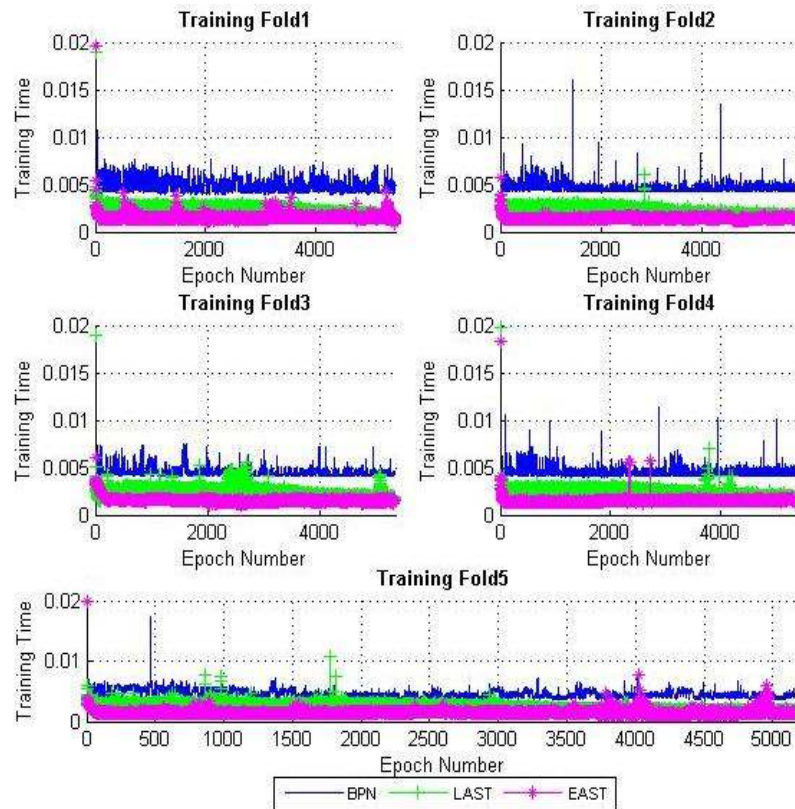 Training Fold1
0.02
0.015
0.01
0.005
0
Training Time
0 2000 4000
Epoch Number
Training Fold2
0.02
0.015
0.01
0.005
0
Training Time
0 2000 4000
Epoch Number
Training Fold3
0.02
0.015
0.01
0.005
0
Training Time
0 2000 4000
Epoch Number
Training Fold4
0.02
0.015
0.01
0.005
0
Training Time
0 2000 4000
Epoch Number
Training Fold5
0.02
0.01
0
Training Time
0 500 1000 1500 2000 2500 3000 3500 4000 4500 5000
Epoch Number
BPN LAST EAST